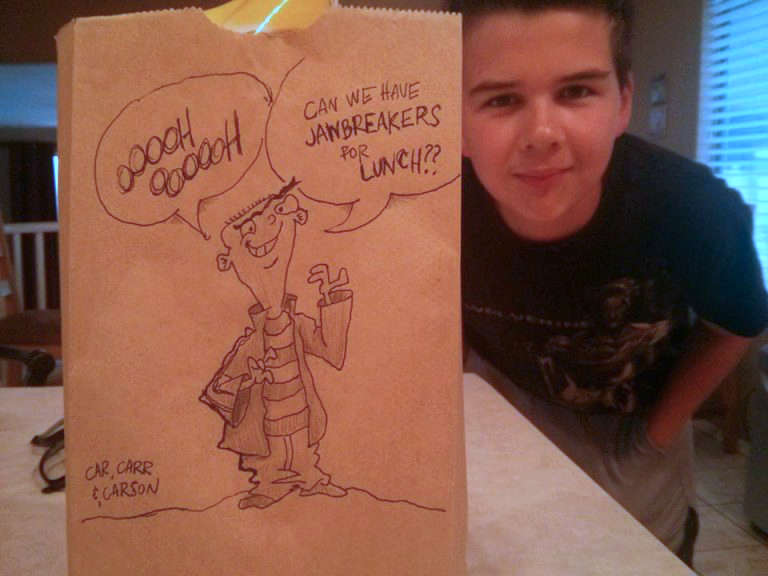 OOOOH
OOOOOH
CAN WE HAVE
JAWBREAKERS
FOR
LUNCH??
CAR, CARR
& CARSON